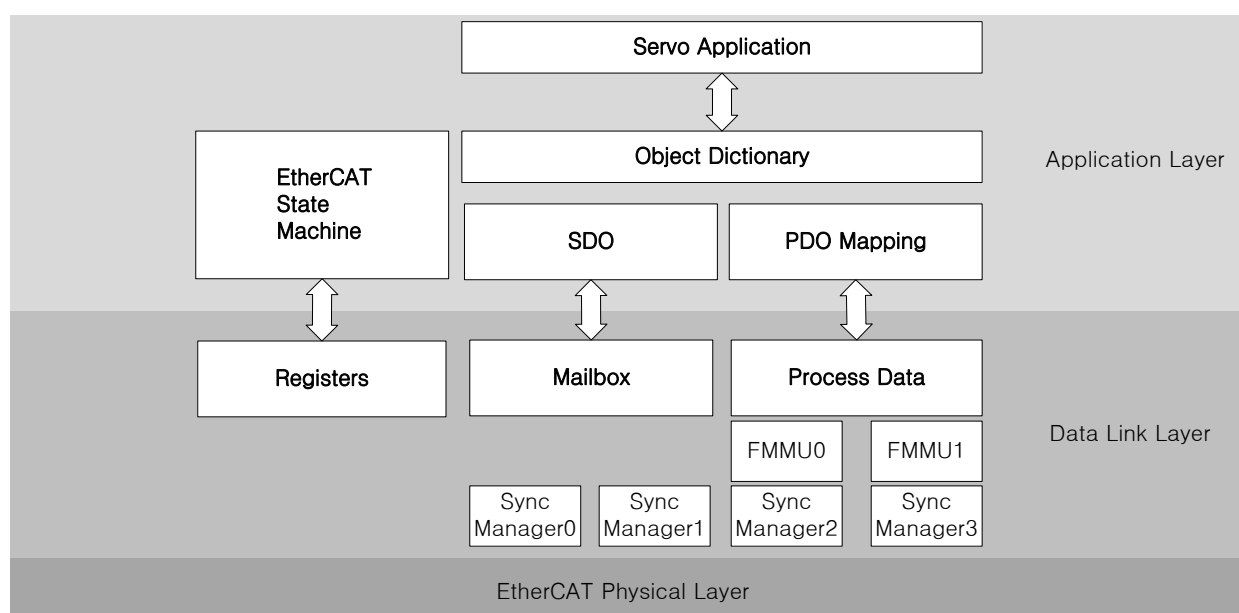 Servo Application
Object Dictionary
Application Layer
EtherCAT
State
Machine
SDO
PDO Mapping
Registers
Mailbox
Process Data
Data Link Layer
FMMU0
FMMU1
Sync
Manager0
Sync
Manager1
Sync
Manager2
Sync
Manager3
EtherCAT Physical Layer